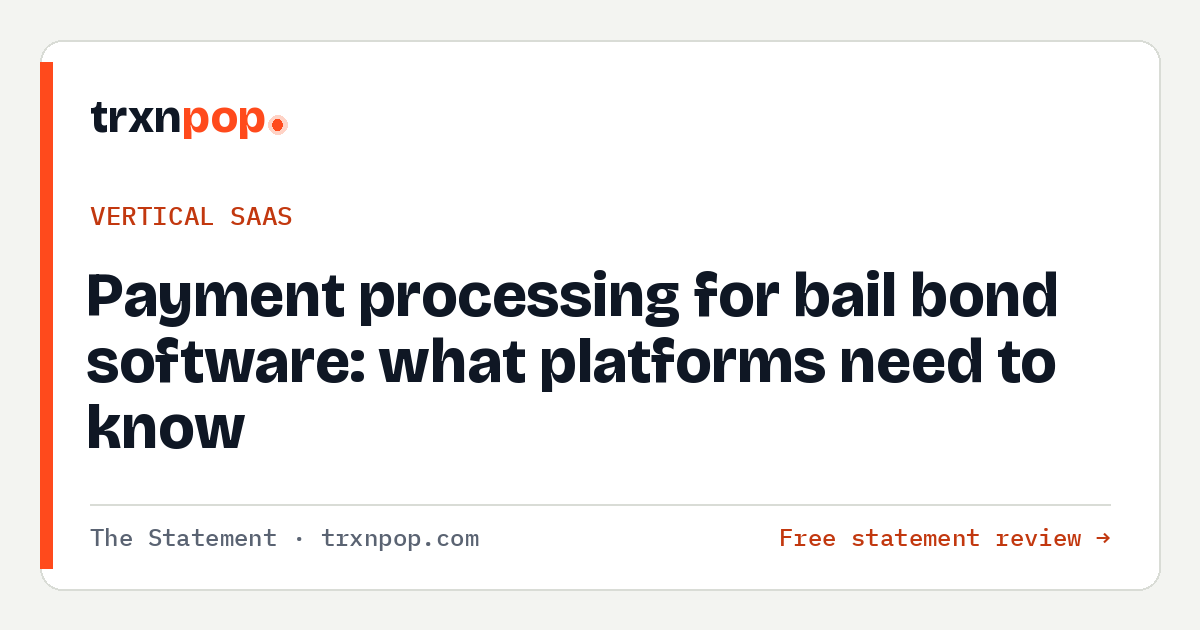 trxnpop
VERTICAL SAAS
Payment processing for bail bond
software: what platforms need to
know
The Statement · trxnpop.com
Free statement review →